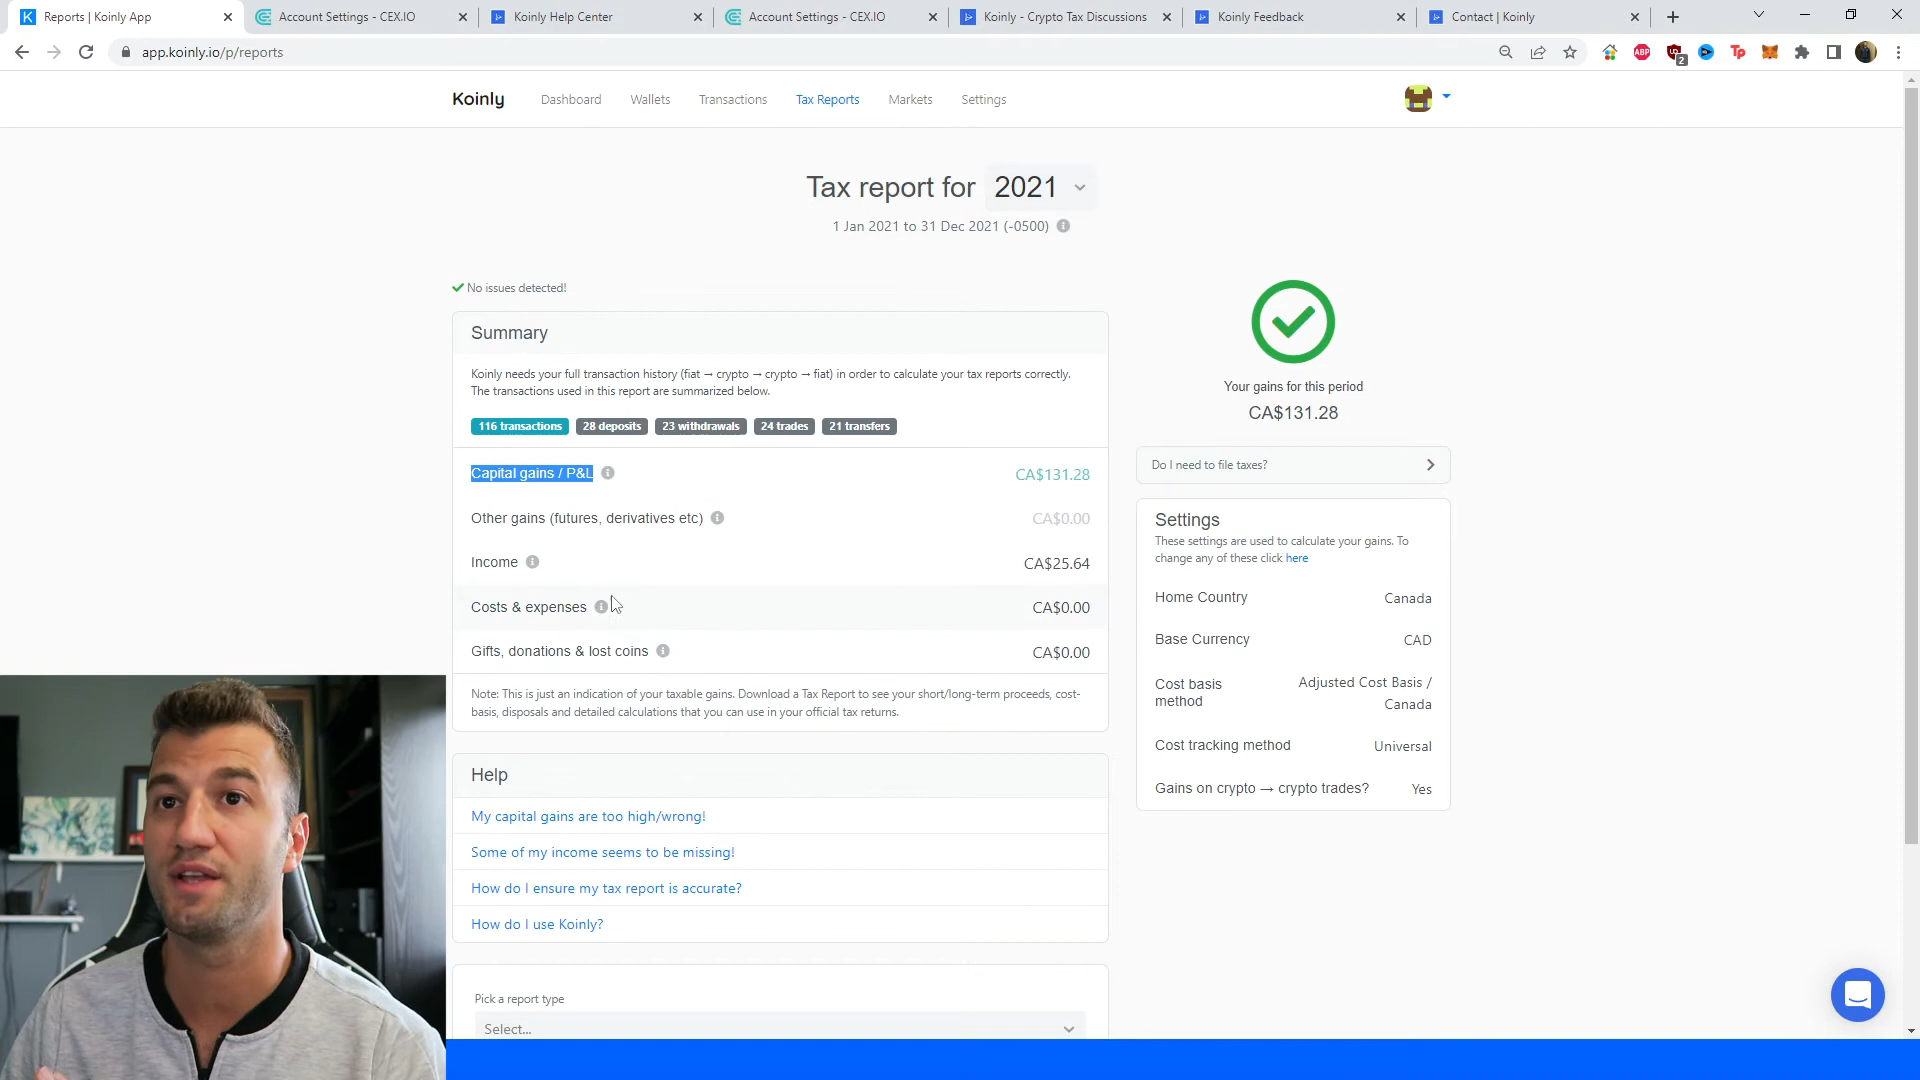 Reports | Koinly App
Account Settings - CEX.IO
Koinly Help Center
Account Settings - CEX.IO
Koinly - Crypto Tax Discussions
Koinly Feedback
Contact | Koinly
app.koinly.io/p/reports
ABP
2
Tp
Koinly
Dashboard
Wallets
Transactions
Tax Reports
Markets
Settings
Tax report for 2021
1 Jan 2021 to 31 Dec 2021 (-0500)
No issues detected!
Summary
Koinly needs your full transaction history (fiat → crypto → crypto → fiat) in order to calculate your tax reports correctly.
The transactions used in this report are summarized below.
116 transactions 28 deposits 23 withdrawals 24 trades 21 transfers
Capital gains / P&L CA$131.28
Other gains (futures, derivatives etc) CA$0.00
Income CA$25.64
Costs & expenses CA$0.00
Gifts, donations & lost coins CA$0.00
Note: This is just an indication of your taxable gains. Download a Tax Report to see your short/long-term proceeds, cost-
basis, disposals and detailed calculations that you can use in your official tax returns.
Help
My capital gains are too high/wrong!
Some of my income seems to be missing!
How do I ensure my tax report is accurate?
How do I use Koinly?
Pick a report type
Select...
Your gains for this period
CA$131.28
Do I need to file taxes?
Settings
These settings are used to calculate your gains. To
change any of these click here
Home Country Canada
Base Currency CAD
Cost basis
method
Adjusted Cost Basis /
Canada
Cost tracking method Universal
Gains on crypto → crypto trades? Yes